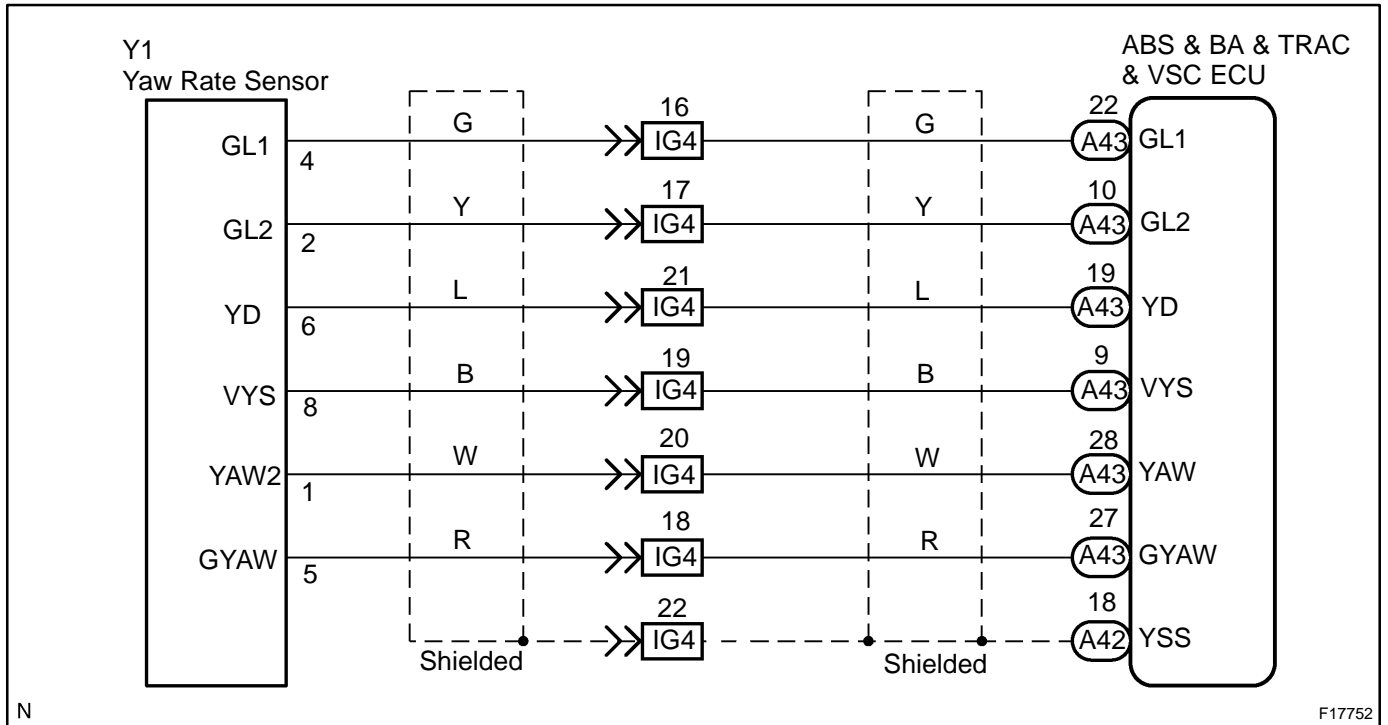 Y1
Yaw Rate Sensor
ABS & BA & TRAC
& VSC ECU
GL1 4 G 16 IG4 G 22 A43 GL1
GL2 2 Y 17 IG4 Y 10 A43 GL2
YD 6 L 21 IG4 L 19 A43 YD
VYS 8 B 19 IG4 B 9 A43 VYS
YAW2 1 W 20 IG4 W 28 A43 YAW
GYAW 5 R 18 IG4 R 27 A43 GYAW
22 IG4 18 A42 YSS
Shielded Shielded
N F17752